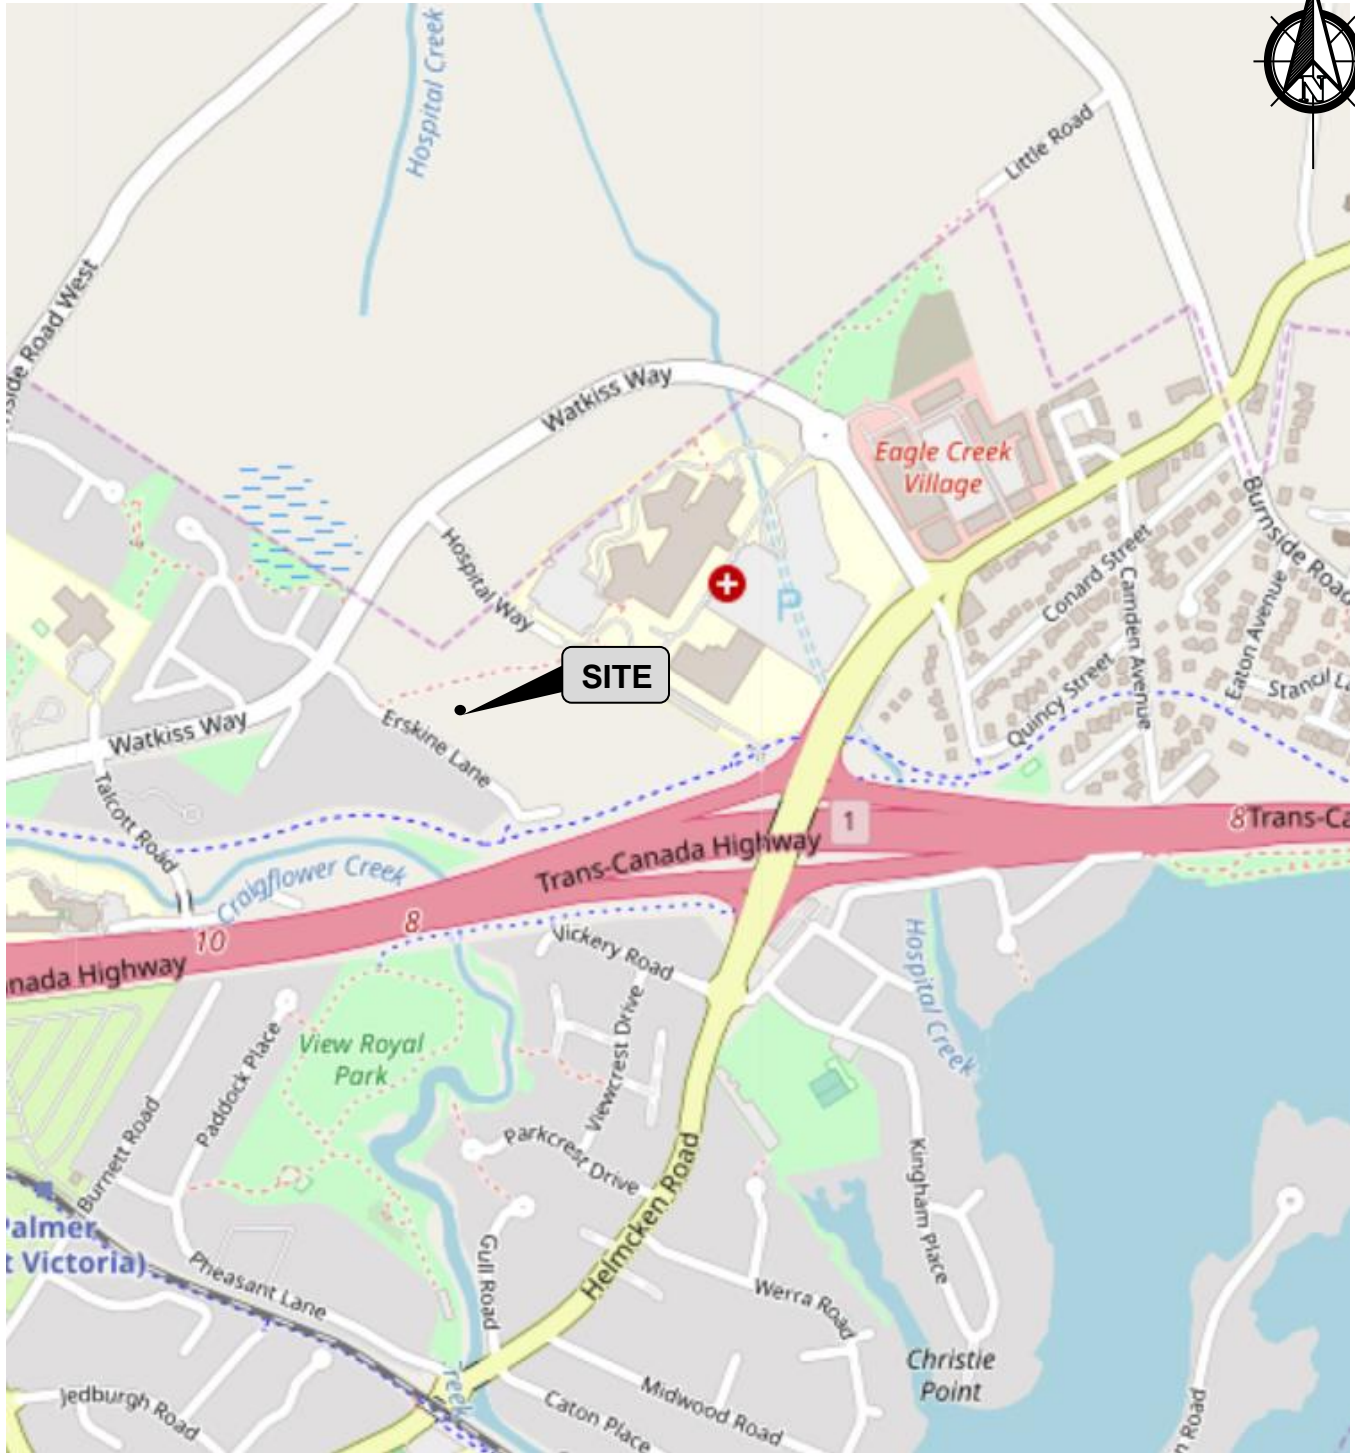 Hospital Creek
N
Little Road
side Road West
Watkiss Way
Eagle Creek
Village
Hospital Way
Burnside Road
Conard Street
Camden Avenue
Eaton Avenue
SITE
Quincy Street
Erskine Lane
Watkiss Way
Talcott Road
1
8
Trans-Ca
Trans-Canada Highway
Craigflower Creek
8
10
nada Highway
Vickery Road
Hospital Creek
Viewcrest Drive
View Royal
Park
Paddock Place
Burnett Road
Parkcrest Drive
Kingham Place
Helmcken Road
almer,
t Victoria)
Gull Road
Pheasant Lane
Werra Road
Christie
Point
Midwood Road
Caton Place
Jedburgh Road
reek
n Road